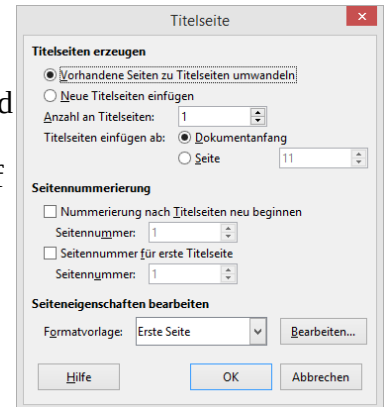 Titelseite
Titelseiten erzeugen
Vorhandene Seiten zu Titelseiten umwandeln
Neue Titelseiten einfügen
Anzahl an Titelseiten: 1
Titelseiten einfügen ab: Dokumentanfang
Seite 11
Seitennummerierung
Nummerierung nach Titelseiten neu beginnen
Seitennummer: 1
Seitennummer für erste Titelseite
Seitennummer: 1
Seiteneigenschaften bearbeiten
Formatvorlage: Erste Seite Bearbeiten...
Hilfe OK Abbrechen